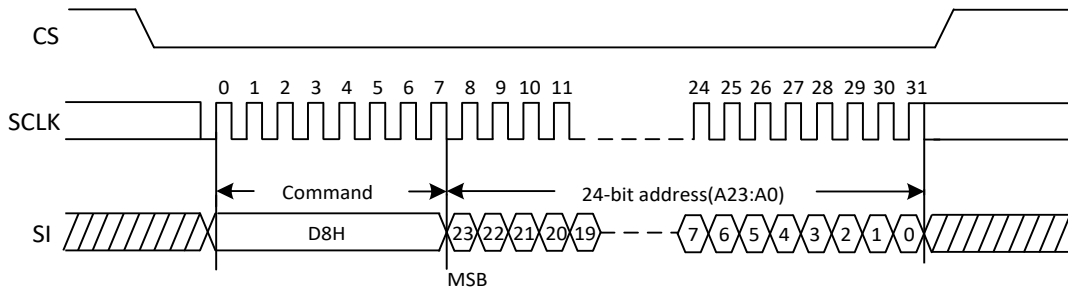 CS
0 1 2 3 4 5 6 7 8 9 10 11 24 25 26 27 28 29 30 31
SCLK
Command 24-bit address(A23:A0)
SI D8H 23 22 21 20 19 7 6 5 4 3 2 1 0
MSB